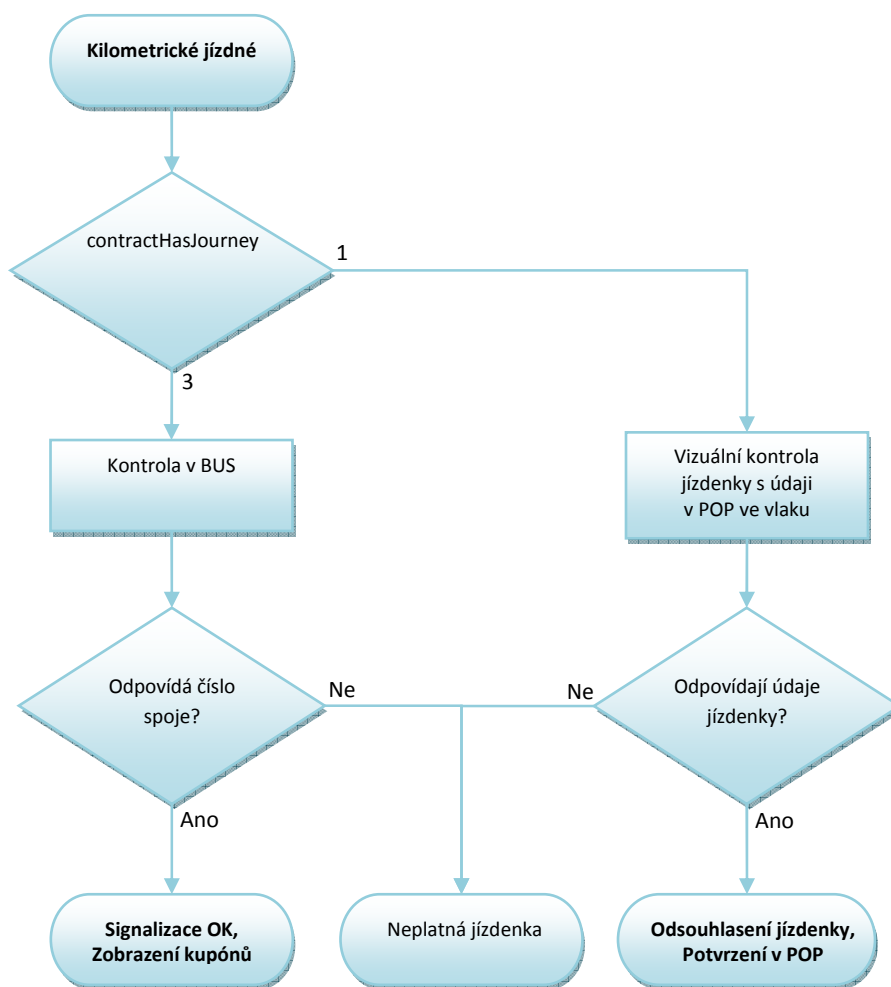 Kilometrické jízdné
contractHasJourney
1
3
Kontrola v BUS
Vizuální kontrola
jízdenky s údaji
v POP ve vlaku
Odpovídá číslo
spoje?
Ne
Ne
Odpovídají údaje
jízdenky?
Ano
Ano
Signalizace OK,
Zobrazení kupónů
Neplatná jízdenka
Odsouhlasení jízdenky,
Potvrzení v POP